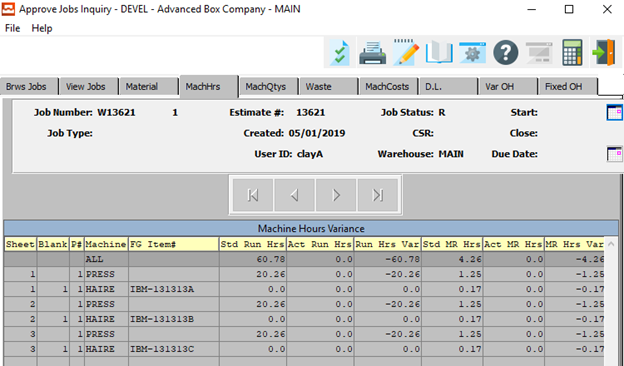 Approve Jobs Inquiry - DEVEL - Advanced Box Company - MAIN
File Help
Brws Jobs View Jobs Material MachHrs MachQtys Waste MachCosts D.L. Var OH Fixed OH
Job Number: W13621 1 Estimate #: 13621 Job Status: R Start:
Job Type: Created: 05/01/2019 CSR: Close:
User ID: clayA Warehouse: MAIN Due Date:
Machine Hours Variance
Sheet Blank P# Machine FG Item# Std Run Hrs Act Run Hrs Run Hrs Var Std MR Hrs Act MR Hrs MR Hrs Var
ALL 60.78 0.0 -60.78 4.26 0.0 -4.26
1 1 PRESS 20.26 0.0 -20.26 1.25 0.0 -1.25
1 1 1 HAIRE IBM-131313A 0.0 0.0 0.0 0.17 0.0 -0.17
2 1 PRESS 20.26 0.0 -20.26 1.25 0.0 -1.25
2 1 1 HAIRE IBM-131313B 0.0 0.0 0.0 0.17 0.0 -0.17
3 1 PRESS 20.26 0.0 -20.26 1.25 0.0 -1.25
3 1 1 HAIRE IBM-131313C 0.0 0.0 0.0 0.17 0.0 -0.17